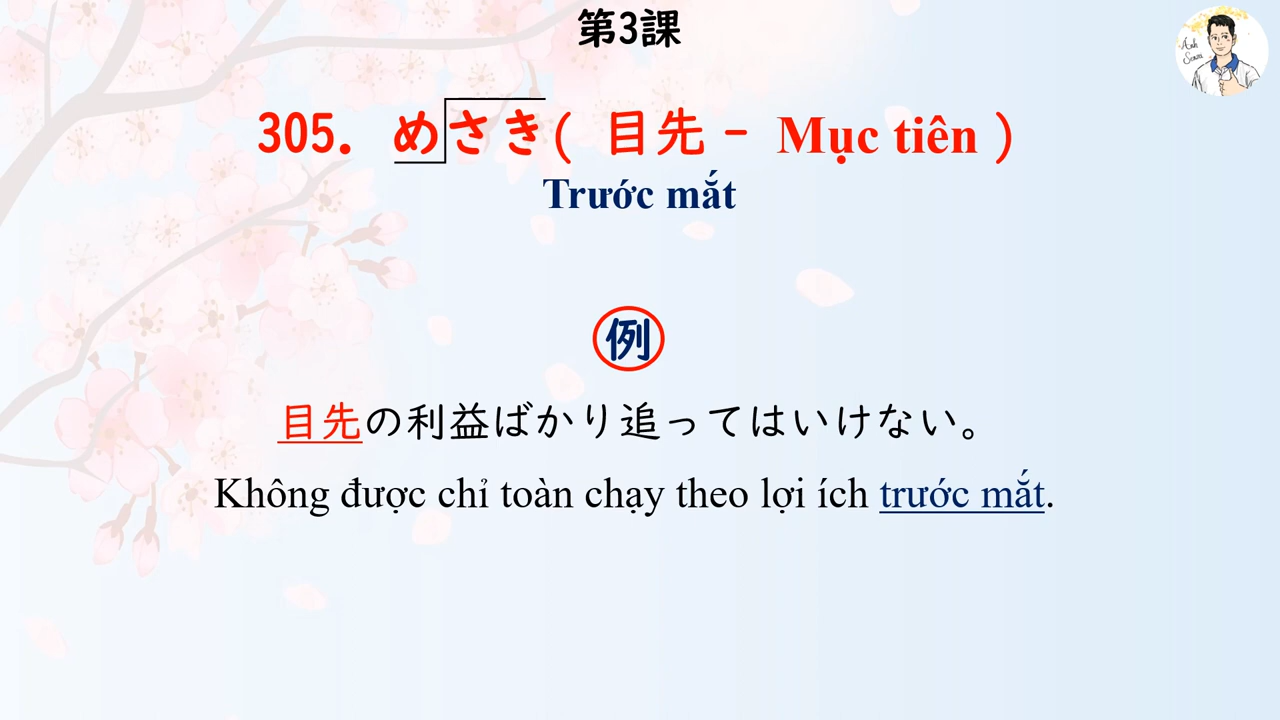 第3課
Anh
Sensei
305. めさき( 目先 - Mục tiên )
Trước mắt
例
目先の利益ばかり追ってはいけない。
Không được chỉ toàn chạy theo lợi ích trước mắt.